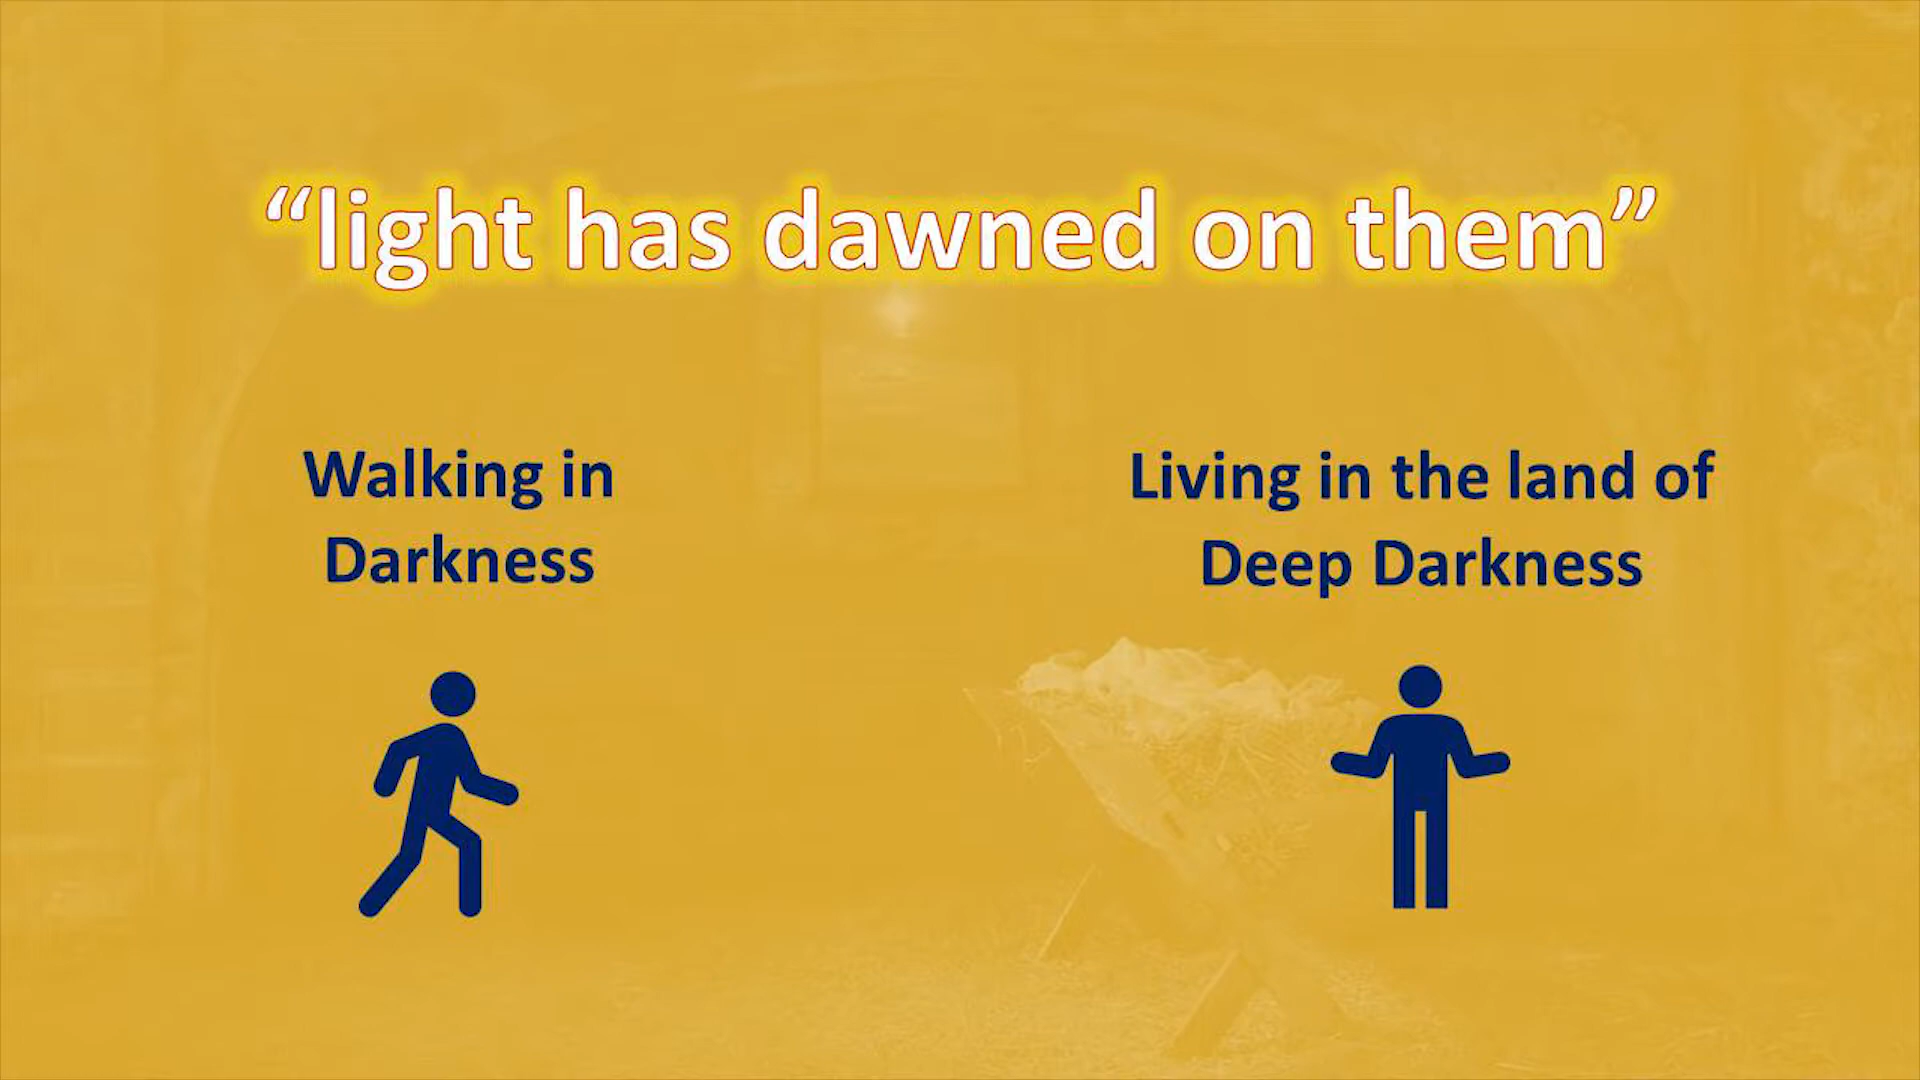 “light has dawned on them”
Walking in
Darkness
Living in the land of
Deep Darkness